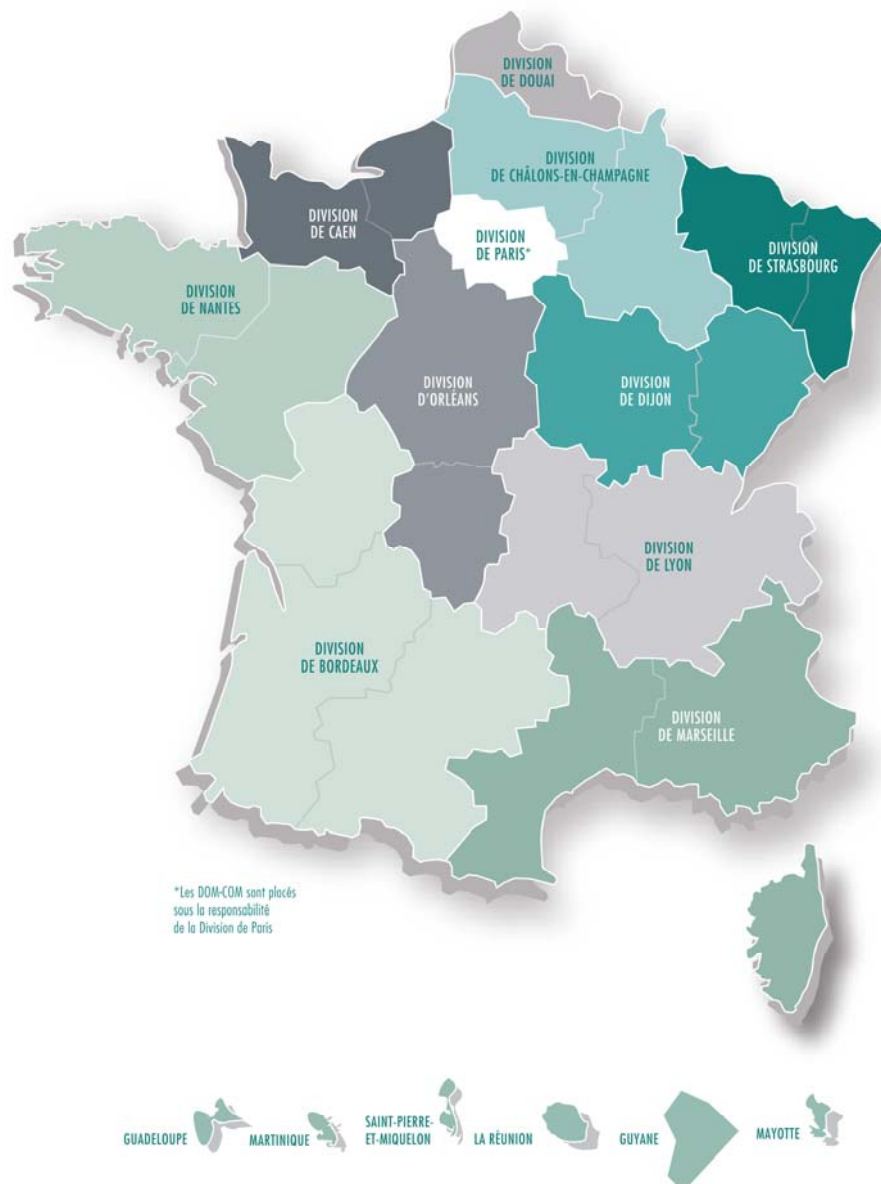 DIVISION
DE DOUAI
DIVISION
DE CHÂLONS-EN-CHAMPAGNE
DIVISION
DE CAEN
DIVISION
DE PARIS*
DIVISION
DE STRASBOURG
DIVISION
DE NANTES
DIVISION
D'ORLÉANS
DIVISION
DE DIJON
DIVISION
DE LYON
DIVISION
DE BORDEAUX
DIVISION
DE MARSEILLE
*Les DOM-COM sont placés
sous la responsabilité
de la Division de Paris
GUADELOUPE
MARTINIQUE
SAINT-PIERRE-
ET-MIQUELON
LA RÉUNION
GUYANE
MAYOTTE